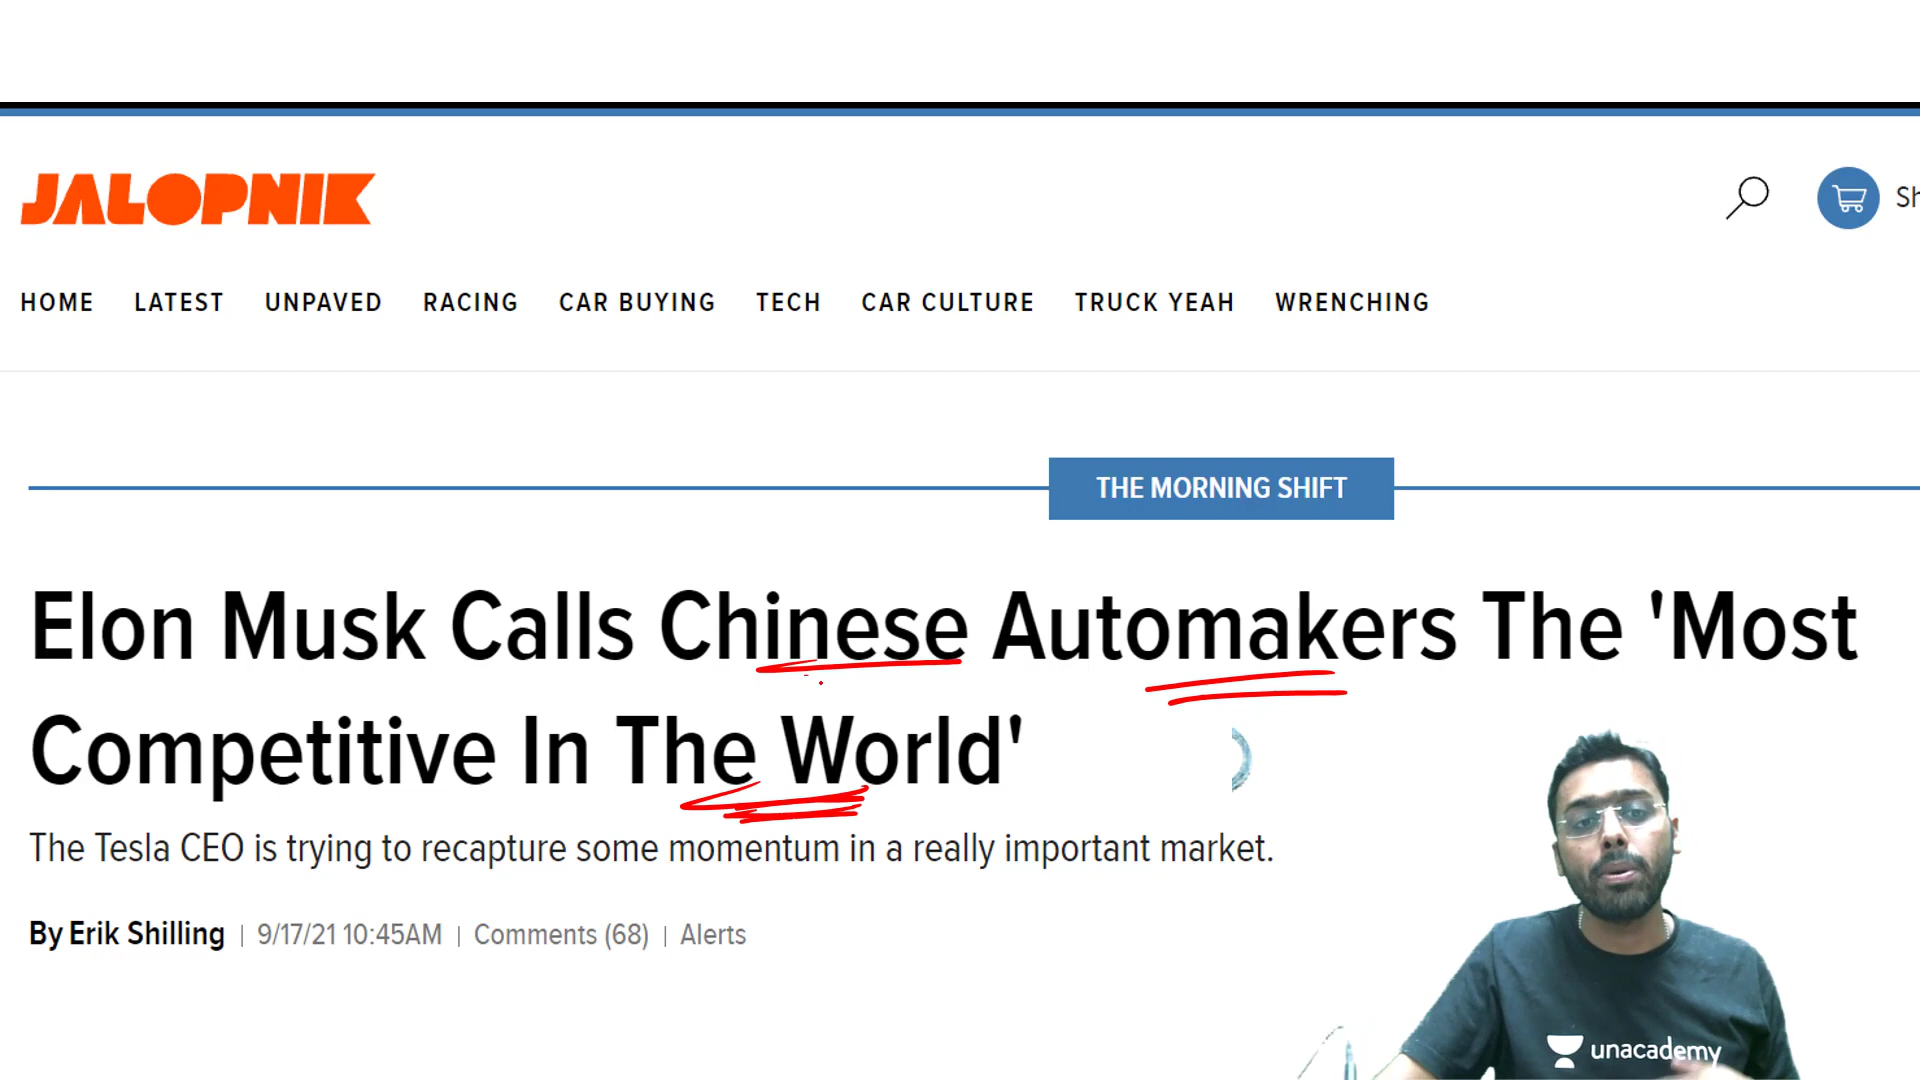 JALOPNIK
Sh
HOME LATEST UNPAVED RACING CAR BUYING TECH CAR CULTURE TRUCK YEAH WRENCHING
THE MORNING SHIFT
Elon Musk Calls Chinese Automakers The 'Most
Competitive In The World'
The Tesla CEO is trying to recapture some momentum in a really important market.
By Erik Shilling | 9/17/21 10:45AM | Comments (68) | Alerts
unacademy